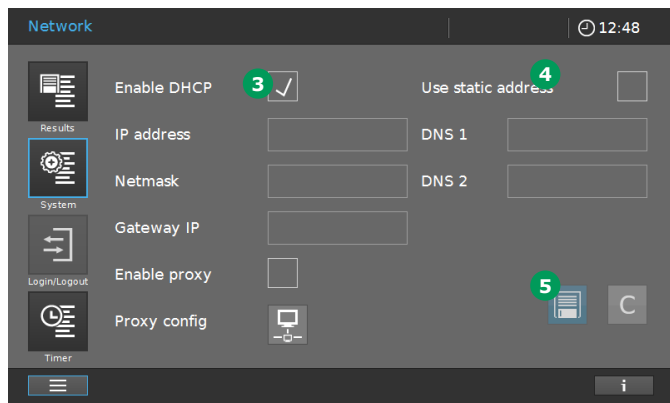 Network
12:48
Enable DHCP 3 Use static address 4
Results
IP address DNS 1
Netmask DNS 2
System
Gateway IP
Login/Logout
Enable proxy
5
C
Proxy config
Timer
i